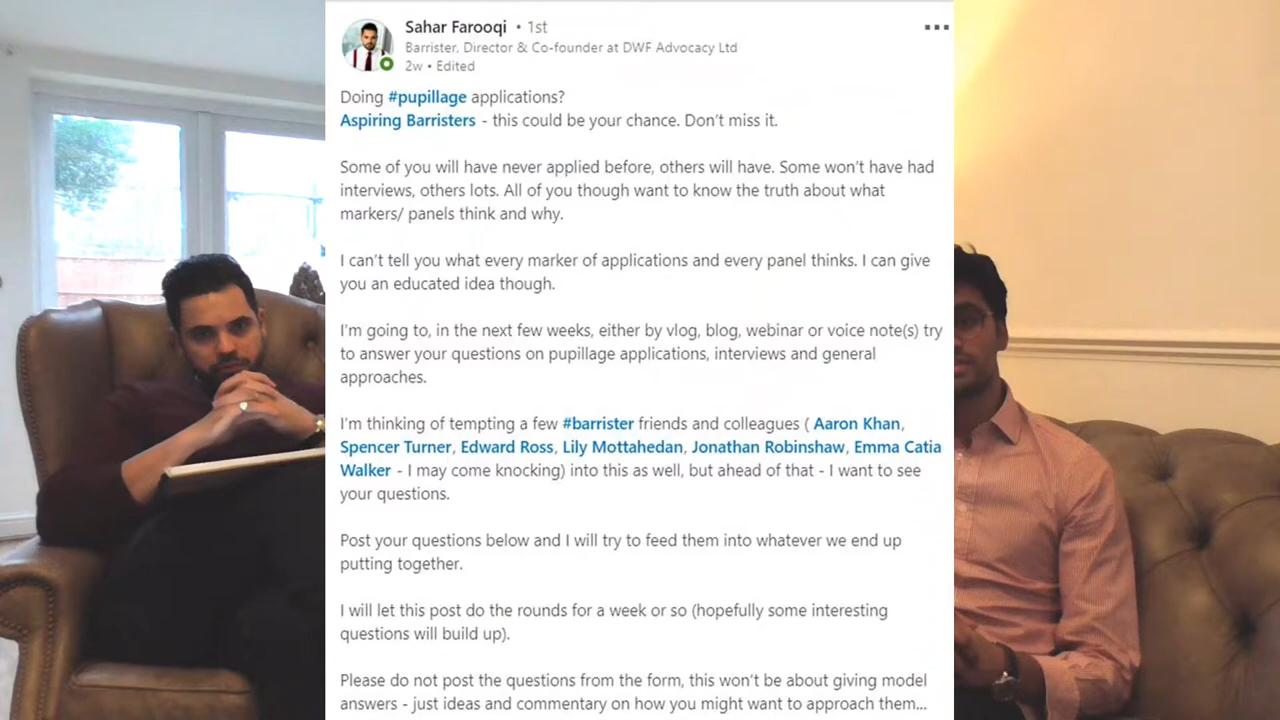 Sahar Farooqi • 1st
Barrister, Director & Co-founder at DWF Advocacy Ltd
2w • Edited
Doing #pupillage applications?
Aspiring Barristers - this could be your chance. Don't miss it.
Some of you will have never applied before, others will have. Some won't have had
interviews, others lots. All of you though want to know the truth about what
markers/ panels think and why.
I can't tell you what every marker of applications and every panel thinks. I can give
you an educated idea though.
I'm going to, in the next few weeks, either by vlog, blog, webinar or voice note(s) try
to answer your questions on pupillage applications, interviews and general
approaches.
I'm thinking of tempting a few #barrister friends and colleagues ( Aaron Khan,
Spencer Turner, Edward Ross, Lily Mottahedan, Jonathan Robinshaw, Emma Catia
Walker - I may come knocking) into this as well, but ahead of that - I want to see
your questions.
Post your questions below and I will try to feed them into whatever we end up
putting together.
I will let this post do the rounds for a week or so (hopefully some interesting
questions will build up).
Please do not post the questions from the form, this won't be about giving model
answers - just ideas and commentary on how you might want to approach them...